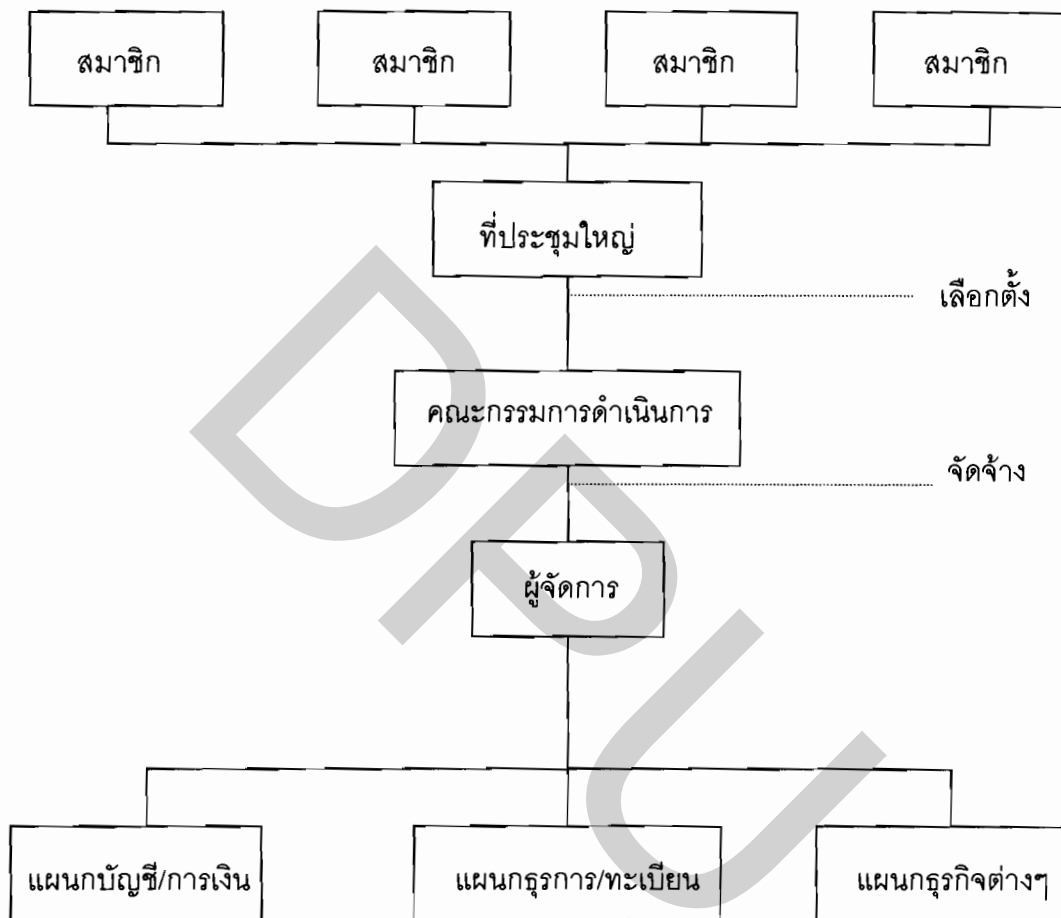 สมาชิก สมาชิก สมาชิก สมาชิก
ที่ประชุมใหญ่
เลือกตั้ง
คณะกรรมการดำเนินการ
จัดจ้าง
ผู้จัดการ
แผนกบัญชี/การเงิน แผนกธุรการ/ทะเบียน แผนกธุรกิจต่างๆ
DPU